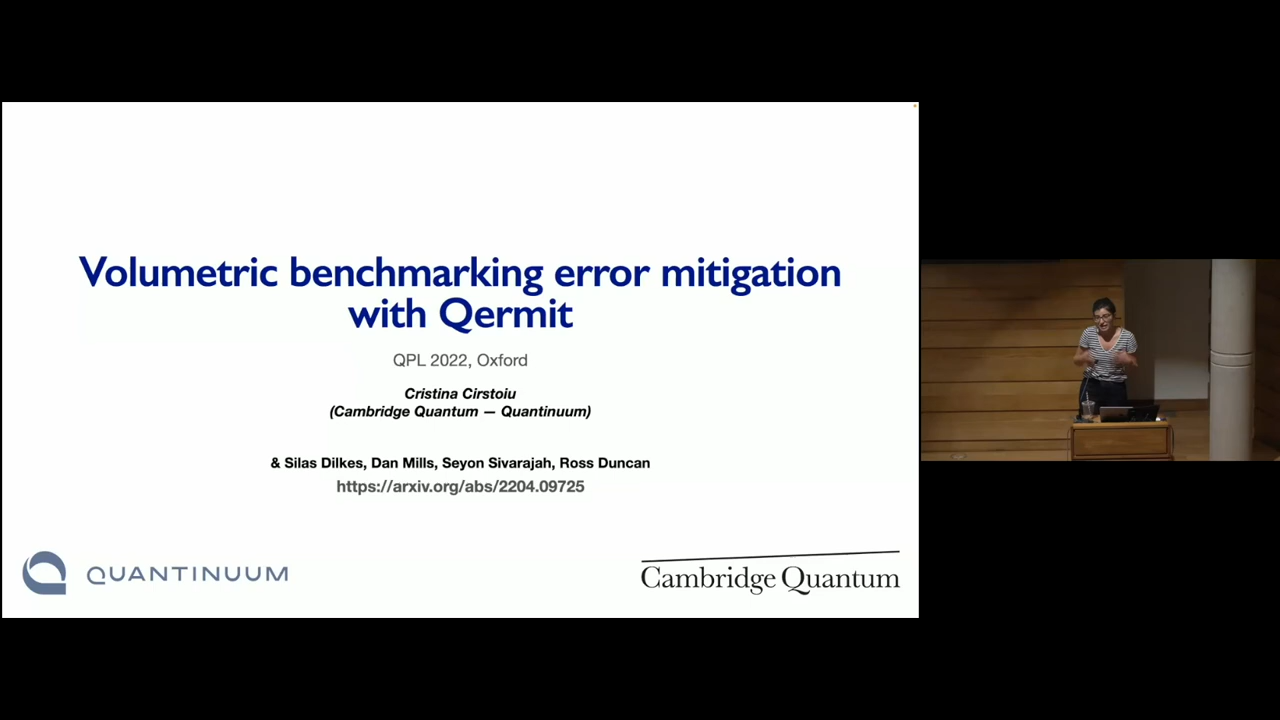 Volumetric benchmarking error mitigation
with Qermit
QPL 2022, Oxford
Cristina Cirstoiu
(Cambridge Quantum — Quantinuum)
& Silas Dilkes, Dan Mills, Seyon Sivarajah, Ross Duncan
https://arxiv.org/abs/2204.09725
QUANTINUUM
Cambridge Quantum